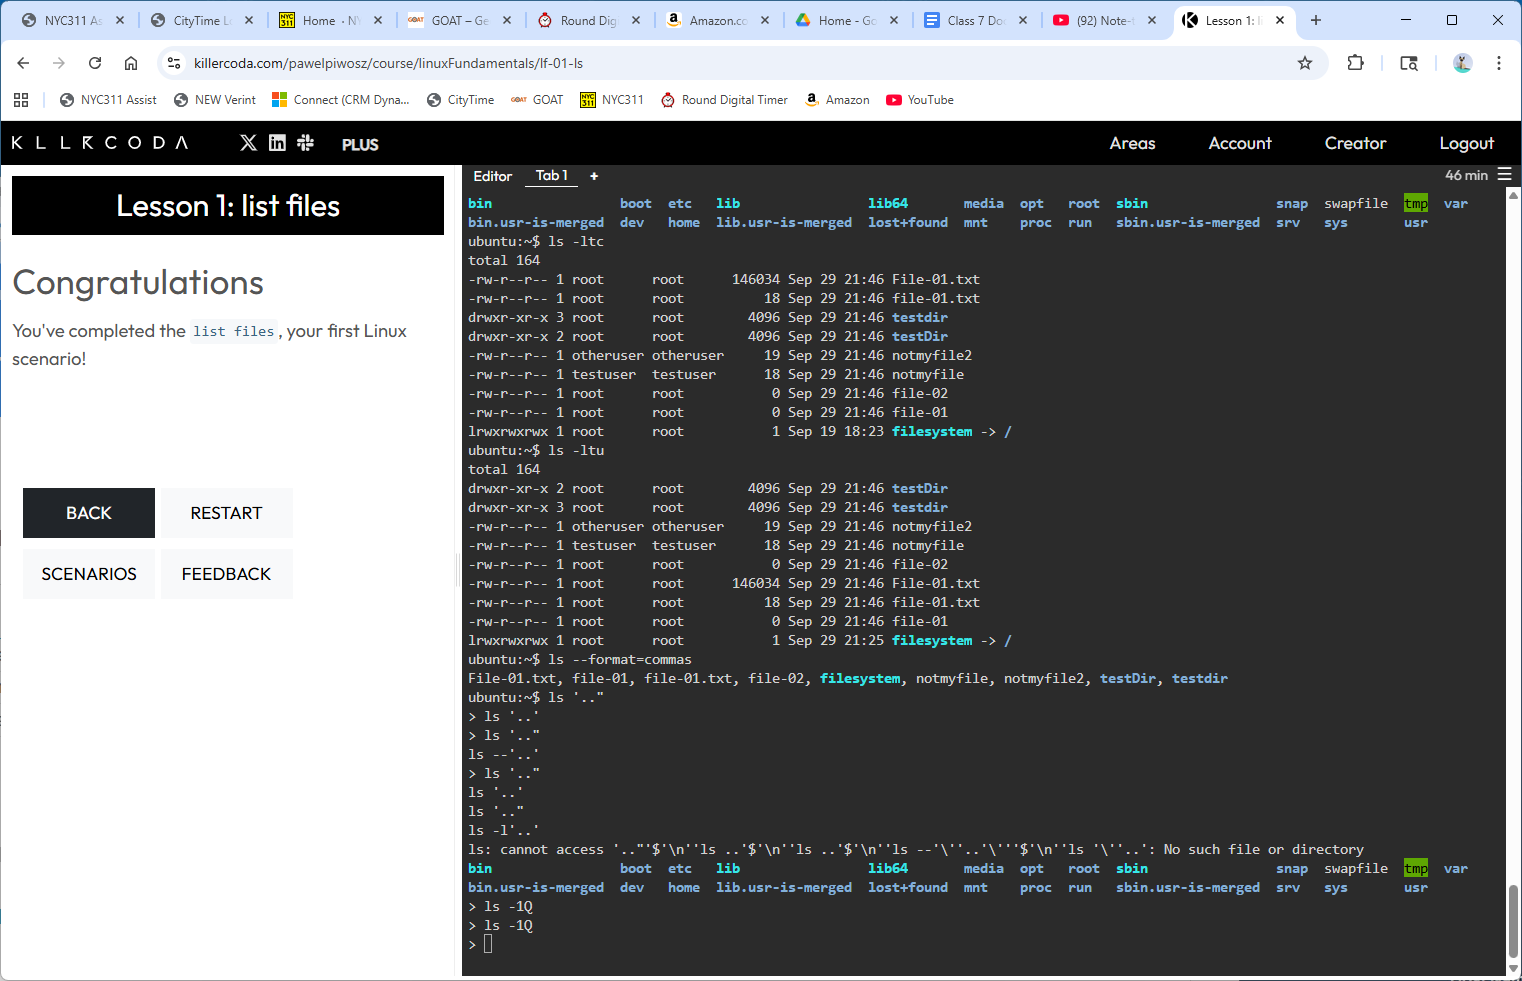 NYC311 As
CityTime L
Home · NY
GOAT – Ge
Round Dig
Amazon.co
Home - Go
Class 7 Do
(92) Note-t
Lesson 1: li
killercoda.com/pawelpiwosz/course/linuxFundamentals/lf-01-ls
NYC311 Assist
NEW Verint
Connect (CRM Dyna...
CityTime
GOAT
NYC311
Round Digital Timer
Amazon
YouTube
KLLRCODA
PLUS
Areas
Account
Creator
Logout
Lesson 1: list files
Congratulations
You've completed the list files, your first Linux
scenario!
BACK
RESTART
SCENARIOS
FEEDBACK
Editor Tab 1 +
46 min
bin boot etc lib lib64 media opt root sbin snap swapfile tmp var
bin.usr-is-merged dev home lib.usr-is-merged lost+found mnt proc run sbin.usr-is-merged srv sys usr
ubuntu:~$ ls -ltc
total 164
-rw-r--r-- 1 root root 146034 Sep 29 21:46 File-01.txt
-rw-r--r-- 1 root root 18 Sep 29 21:46 file-01.txt
drwxr-xr-x 3 root root 4096 Sep 29 21:46 testdir
drwxr-xr-x 2 root root 4096 Sep 29 21:46 testDir
-rw-r--r-- 1 otheruser otheruser 19 Sep 29 21:46 notmyfile2
-rw-r--r-- 1 testuser testuser 18 Sep 29 21:46 notmyfile
-rw-r--r-- 1 root root 0 Sep 29 21:46 file-02
-rw-r--r-- 1 root root 0 Sep 29 21:46 file-01
lrwxrwxrwx 1 root root 1 Sep 19 18:23 filesystem -> /
ubuntu:~$ ls -ltu
total 164
drwxr-xr-x 2 root root 4096 Sep 29 21:46 testDir
drwxr-xr-x 3 root root 4096 Sep 29 21:46 testdir
-rw-r--r-- 1 otheruser otheruser 19 Sep 29 21:46 notmyfile2
-rw-r--r-- 1 testuser testuser 18 Sep 29 21:46 notmyfile
-rw-r--r-- 1 root root 0 Sep 29 21:46 file-02
-rw-r--r-- 1 root root 146034 Sep 29 21:46 File-01.txt
-rw-r--r-- 1 root root 18 Sep 29 21:46 file-01.txt
-rw-r--r-- 1 root root 0 Sep 29 21:46 file-01
lrwxrwxrwx 1 root root 1 Sep 29 21:25 filesystem -> /
ubuntu:~$ ls --format=commas
File-01.txt, file-01, file-01.txt, file-02, filesystem, notmyfile, notmyfile2, testDir, testdir
ubuntu:~$ ls '.."
> ls '..'
> ls '.."
ls --'..'
> ls '.."
ls '..'
ls '.."
ls -l'..'
ls: cannot access '.."'$'\n''ls ..'$'\n''ls ..'$'\n''ls --'\''..'\'''$'\n''ls '\''..': No such file or directory
bin boot etc lib lib64 media opt root sbin snap swapfile tmp var
bin.usr-is-merged dev home lib.usr-is-merged lost+found mnt proc run sbin.usr-is-merged srv sys usr
> ls -1Q
> ls -1Q
>